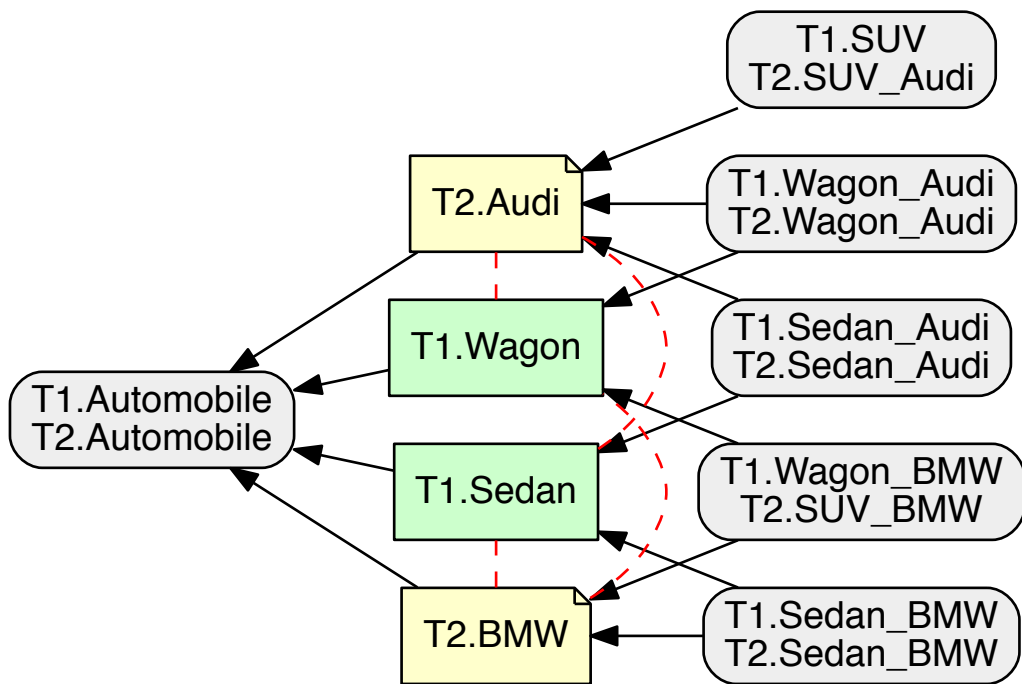 T1.SUV
T2.SUV_Audi
T2.Audi
T1.Wagon_Audi
T2.Wagon_Audi
T1.Wagon
T1.Sedan_Audi
T2.Sedan_Audi
T1.Automobile
T2.Automobile
T1.Sedan
T1.Wagon_BMW
T2.SUV_BMW
T2.BMW
T1.Sedan_BMW
T2.Sedan_BMW